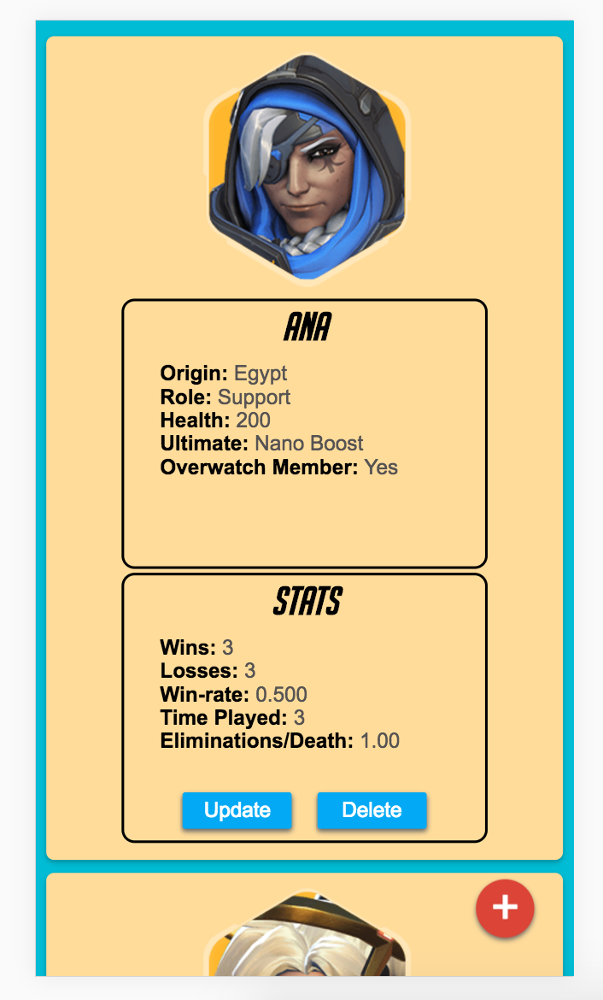 ANA
Origin: Egypt
Role: Support
Health: 200
Ultimate: Nano Boost
Overwatch Member: Yes
STATS
Wins: 3
Losses: 3
Win-rate: 0.500
Time Played: 3
Eliminations/Death: 1.00
Update Delete
+